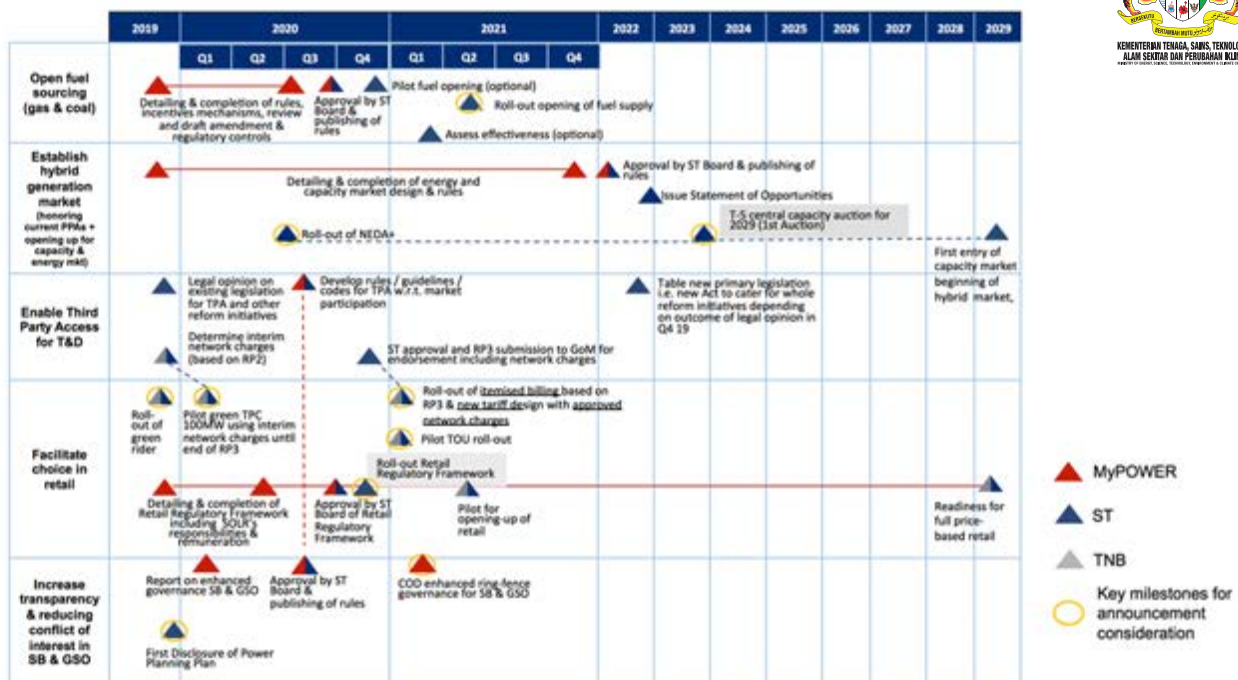 KEMENTERIAN TENAGA, SAINS, TEKNOLOGI,
ALAM SEKITAR DAN PERUBAHAN IKLIM
2019 2020 2021 2022 2023 2024 2025 2026 2027 2028 2029
Q1 Q2 Q3 Q4 Q1 Q2 Q3 Q4
Open fuel
sourcing
(gas & coal)
Detailing & completion of rules,
incentives mechanisms, review
and draft amendment &
regulatory controls
Approval by ST
Board &
publishing of
rules
Pilot fuel opening (optional)
Roll-out opening of fuel supply
Assess effectiveness (optional)
Establish
hybrid
generation
market
(honoring
current PPAs +
opening up for
capacity &
energy mkt)
Detailing & completion of energy and
capacity market design & rules
Approval by ST Board & publishing of
rules
Issue Statement of Opportunities
T-5 central capacity auction for
2029 (1st Auction)
Roll-out of NEDA+
First entry of
capacity market
beginning of
hybrid market,
Enable Third
Party Access
for T&D
Legal opinion on
existing legislation
for TPA and other
reform initiatives
Develop rules / guidelines /
codes for TPA w.r.t. market
participation
Table new primary legislation
i.e. new Act to cater for whole
reform initiatives depending
on outcome of legal opinion in
Q4 19
Determine interim
network charges
(based on RP2)
ST approval and RP3 submission to GoM for
endorsement including network charges
Facilitate
choice in
retail
Roll-
out of
green
rider
Pilot green TPC
100MW using interim
network charges until
end of RP3
Roll-out of itemised billing based on
RP3 & new tariff design with approved
network charges
Pilot TOU roll-out
Roll-out Retail
Regulatory Framework
Detailing & completion of
Retail Regulatory Framework
including SOLR's
responsibilities &
remuneration
Approval by ST
Board of Retail
Regulatory
Framework
Pilot for
opening-up of
retail
Readiness for
full price-
based retail
Increase
transparency
& reducing
conflict of
interest in
SB & GSO
Report on enhanced
governance SB & GSO
Approval by ST
Board &
publishing of rules
COD enhanced ring-fence
governance for SB & GSO
First Disclosure of Power
Planning Plan
MyPOWER
ST
TNB
Key milestones for
announcement
consideration